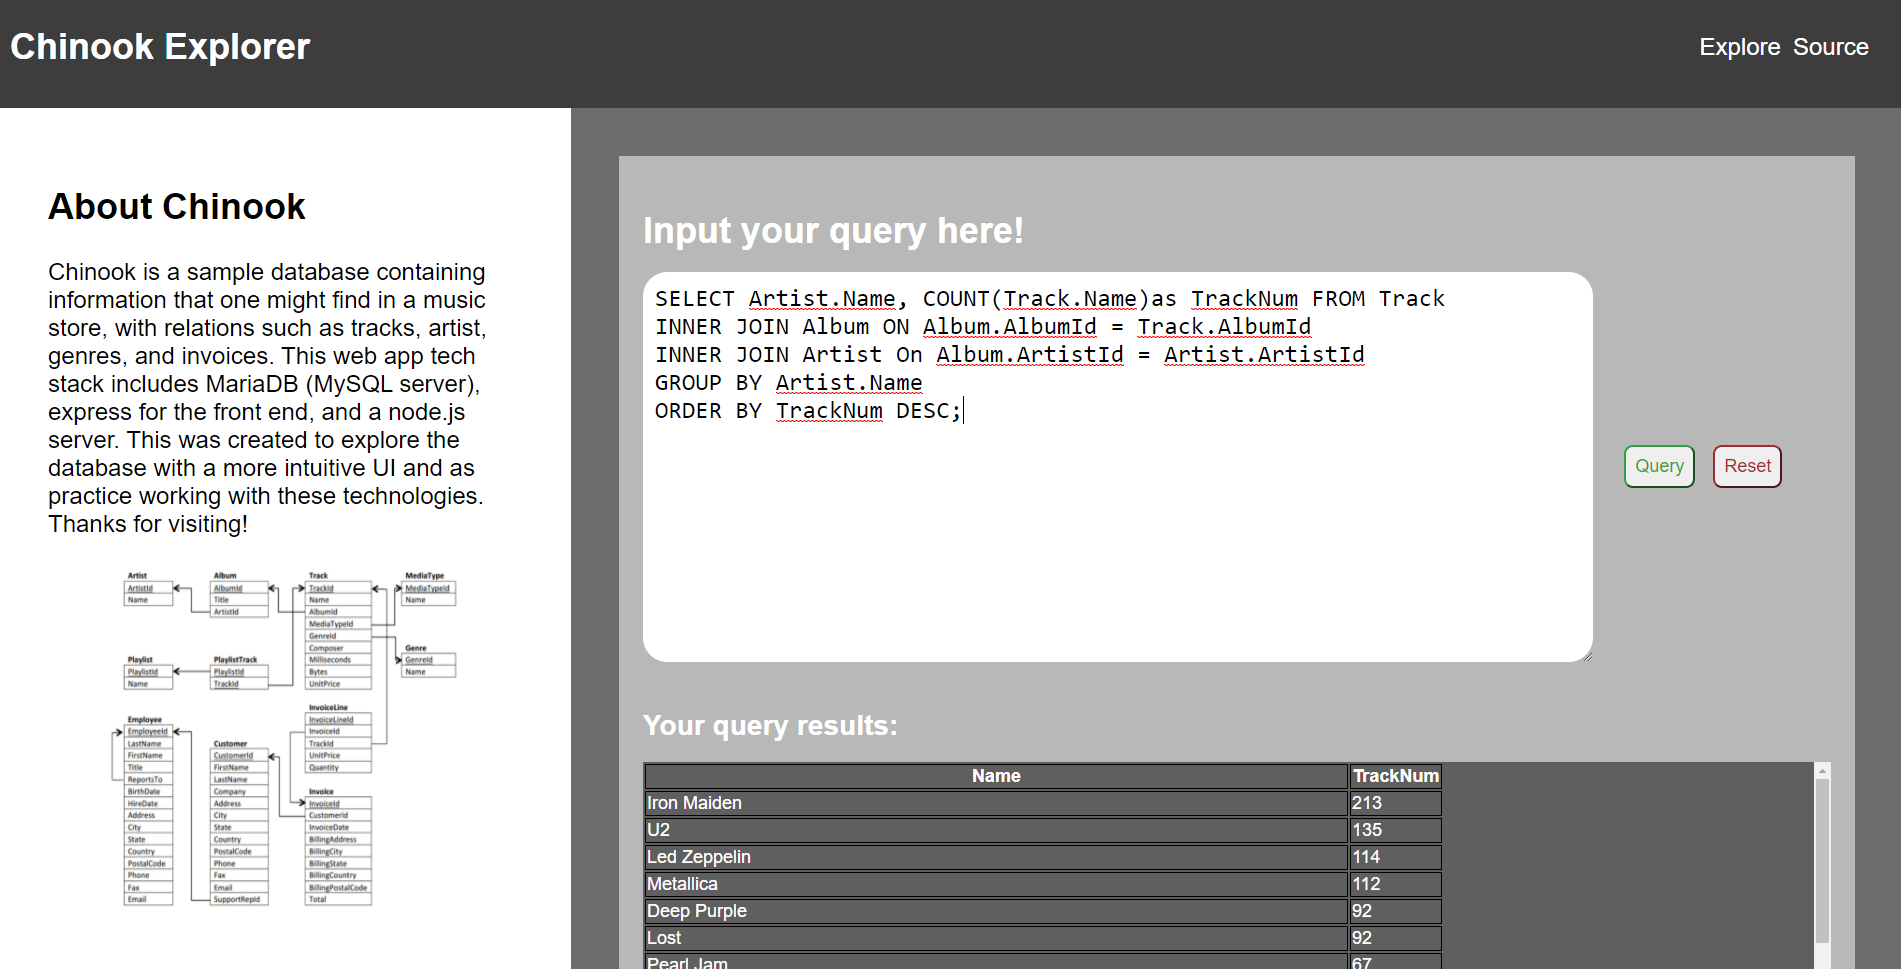 Chinook Explorer
Explore Source
About Chinook
Chinook is a sample database containing
information that one might find in a music
store, with relations such as tracks, artist,
genres, and invoices. This web app tech
stack includes MariaDB (MySQL server),
express for the front end, and a node.js
server. This was created to explore the
database with a more intuitive UI and as
practice working with these technologies.
Thanks for visiting!
Artist
ArtistId
Name
Album
AlbumId
Title
ArtistId
Track
TrackId
Name
AlbumId
MediaTypeId
GenreId
Composer
Milliseconds
Bytes
UnitPrice
MediaType
MediaTypeId
Name
Genre
GenreId
Name
Playlist
PlaylistId
Name
PlaylistTrack
PlaylistId
TrackId
Employee
EmployeeId
LastName
FirstName
Title
ReportsTo
BirthDate
HireDate
Address
City
State
Country
PostalCode
Phone
Fax
Email
Customer
CustomerId
FirstName
LastName
Company
Address
City
State
Country
PostalCode
Phone
Fax
Email
SupportRepId
InvoiceLine
InvoiceLineId
InvoiceId
TrackId
UnitPrice
Quantity
Invoice
InvoiceId
CustomerId
InvoiceDate
BillingAddress
BillingCity
BillingState
BillingCountry
BillingPostalCode
Total
Input your query here!
SELECT Artist.Name, COUNT(Track.Name)as TrackNum FROM Track
INNER JOIN Album ON Album.AlbumId = Track.AlbumId
INNER JOIN Artist On Album.ArtistId = Artist.ArtistId
GROUP BY Artist.Name
ORDER BY TrackNum DESC;
Query Reset
Your query results:
Name TrackNum
Iron Maiden 213
U2 135
Led Zeppelin 114
Metallica 112
Deep Purple 92
Lost 92
Pearl Jam 67